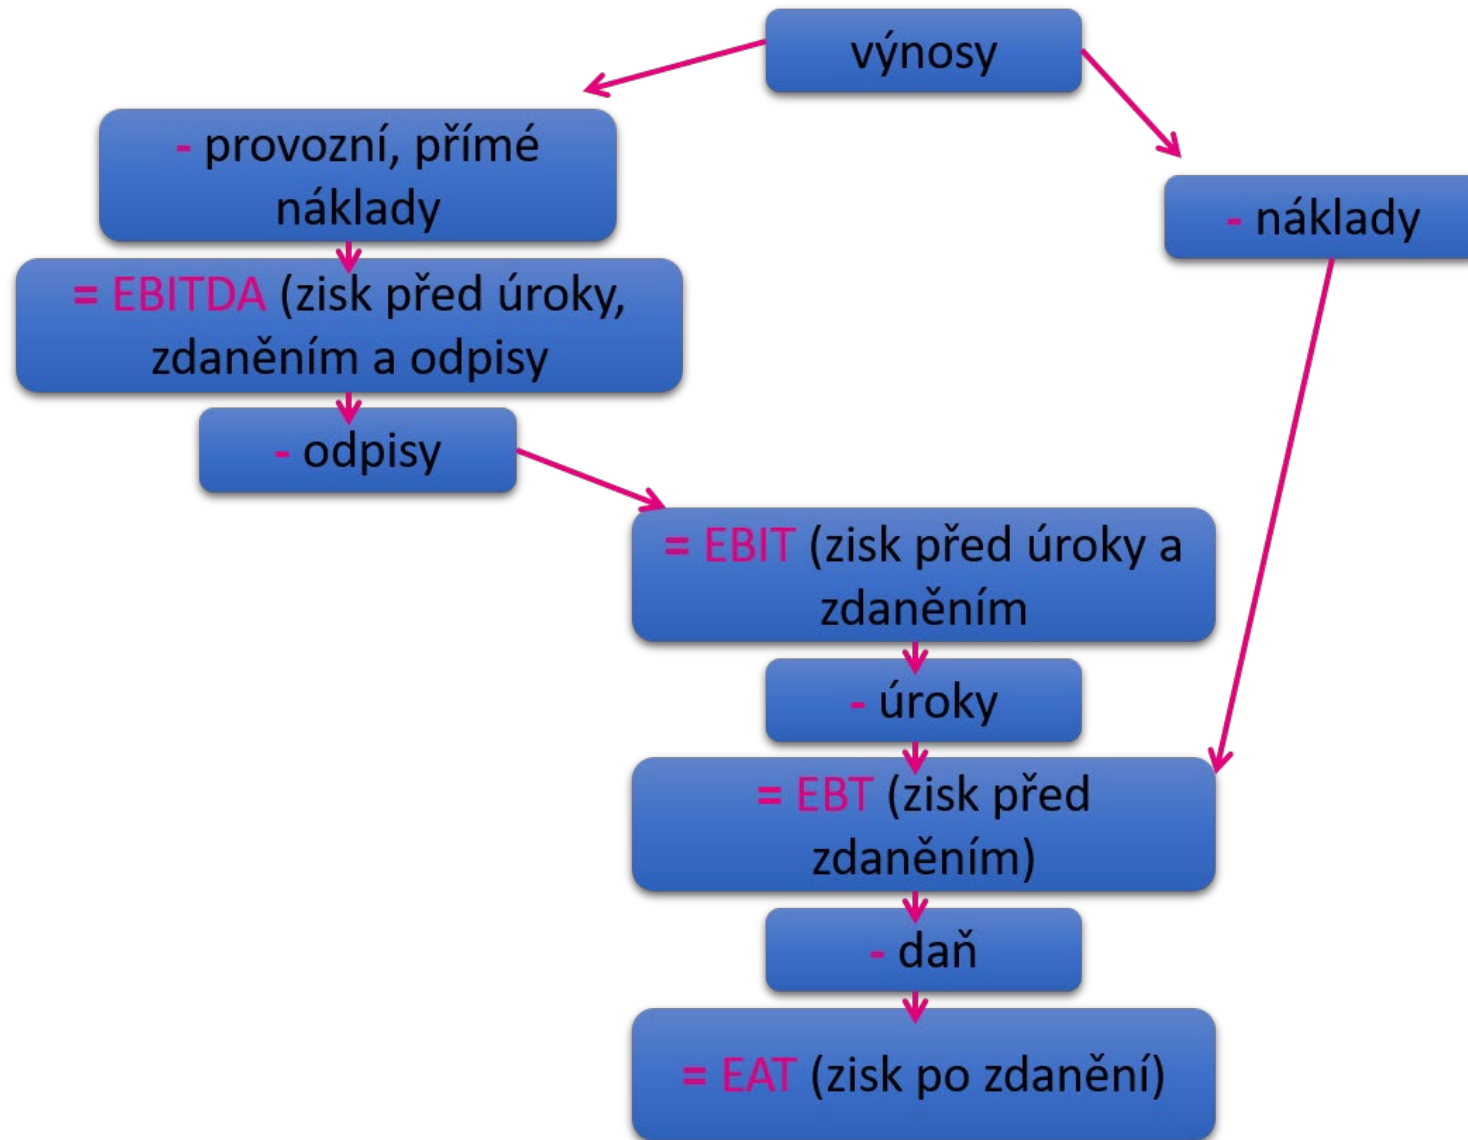 výnosy
- provozní, přímé
náklady
- náklady
= EBITDA (zisk před úroky,
zdaněním a odpisy
- odpisy
= EBIT (zisk před úroky a
zdaněním
- úroky
= EBT (zisk před
zdaněním)
- daň
= EAT (zisk po zdanění)